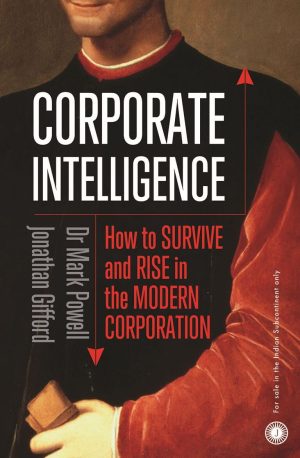 CORPORATE
INTELLIGENCE
Dr Mark Powell
Jonathan Gifford
How to SURVIVE
and RISE in
the MODERN
CORPORATION
For sale in the Indian Subcontinent only
J